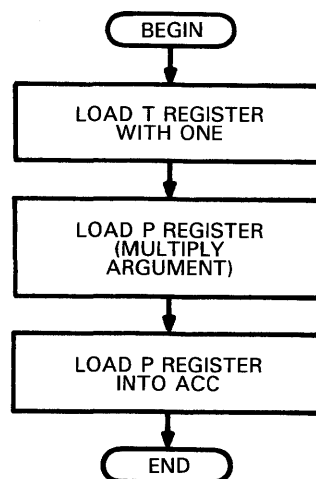 BEGIN
LOAD T REGISTER
WITH ONE
LOAD P REGISTER
(MULTIPLY
ARGUMENT)
LOAD P REGISTER
INTO ACC
END